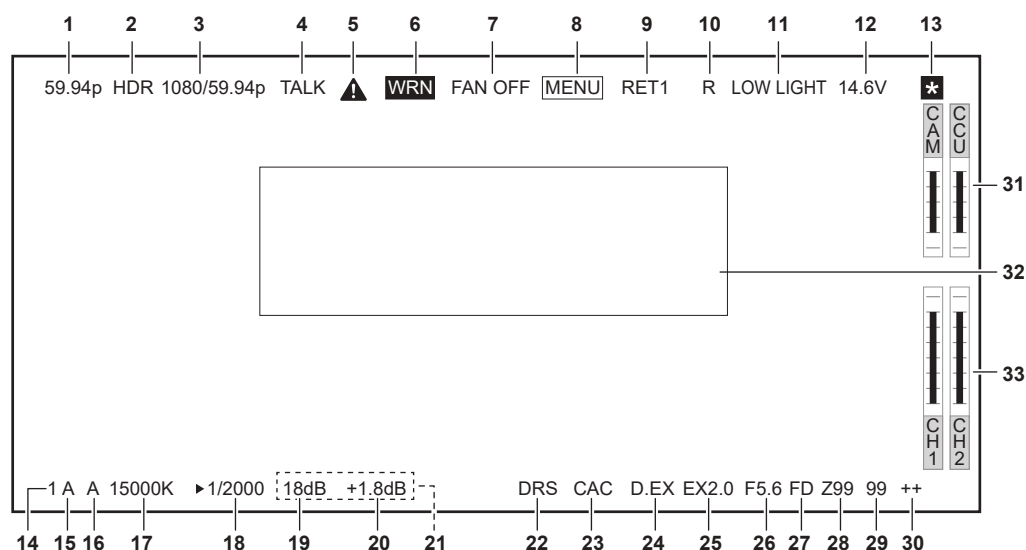 1 2 3 4 5 6 7 8 9 10 11 12 13
59.94p HDR 1080/59.94p TALK WRN FAN OFF MENU RET1 R LOW LIGHT 14.6V *
CAM CCU
31
32
33
CH1 CH2
1 A A 15000K ▶1/2000 18dB +1.8dB DRS CAC D.EX EX2.0 F5.6 FD Z99 99 ++
14 15 16 17 18 19 20 21 22 23 24 25 26 27 28 29 30